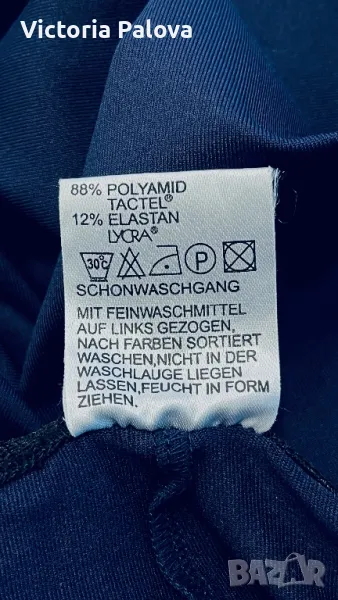 Victoria Palova
88% POLYAMID
TACTEL®
12% ELASTAN
LYCRA®
30°C P
SCHONWASCHGANG
MIT FEINWASCHMITTEL
AUF LINKS GEZOGEN,
NACH FARBEN SORTIERT
WASCHEN,NICHT IN DER
WASCHLAUGE LIEGEN
LASSEN,FEUCHT IN FORM
ZIEHEN.
BAZAR